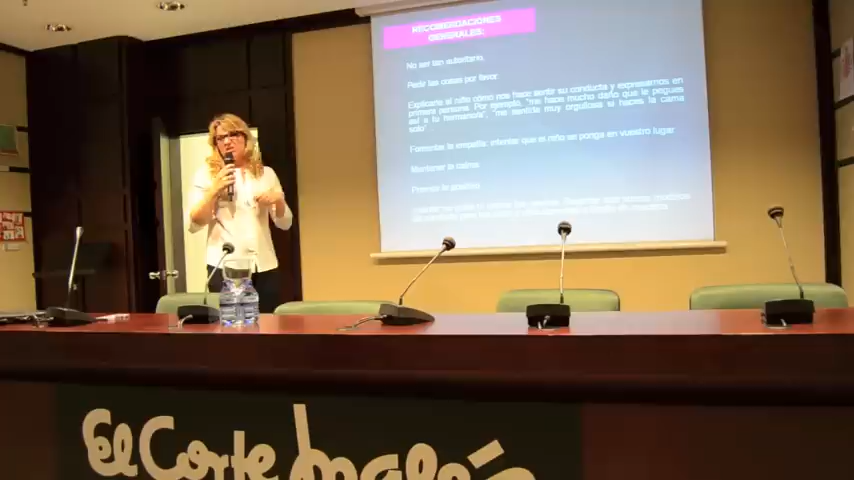 RECOMENDACIONES
GENERALES:
No ser tan autoritario.
Pedir las cosas por favor.
Explicarle al niño cómo nos hace sentir su conducta y expresarnos en
primera persona. Por ejemplo, "me hace mucho daño que le pegues
así a tu hermanita", "me sentiría muy orgullosa si haces la cama
solo".
Fomentar la empatía: intentar que el niño se ponga en vuestro lugar
Mantener la calma.
Premiar lo positivo.
El Corte Inglés